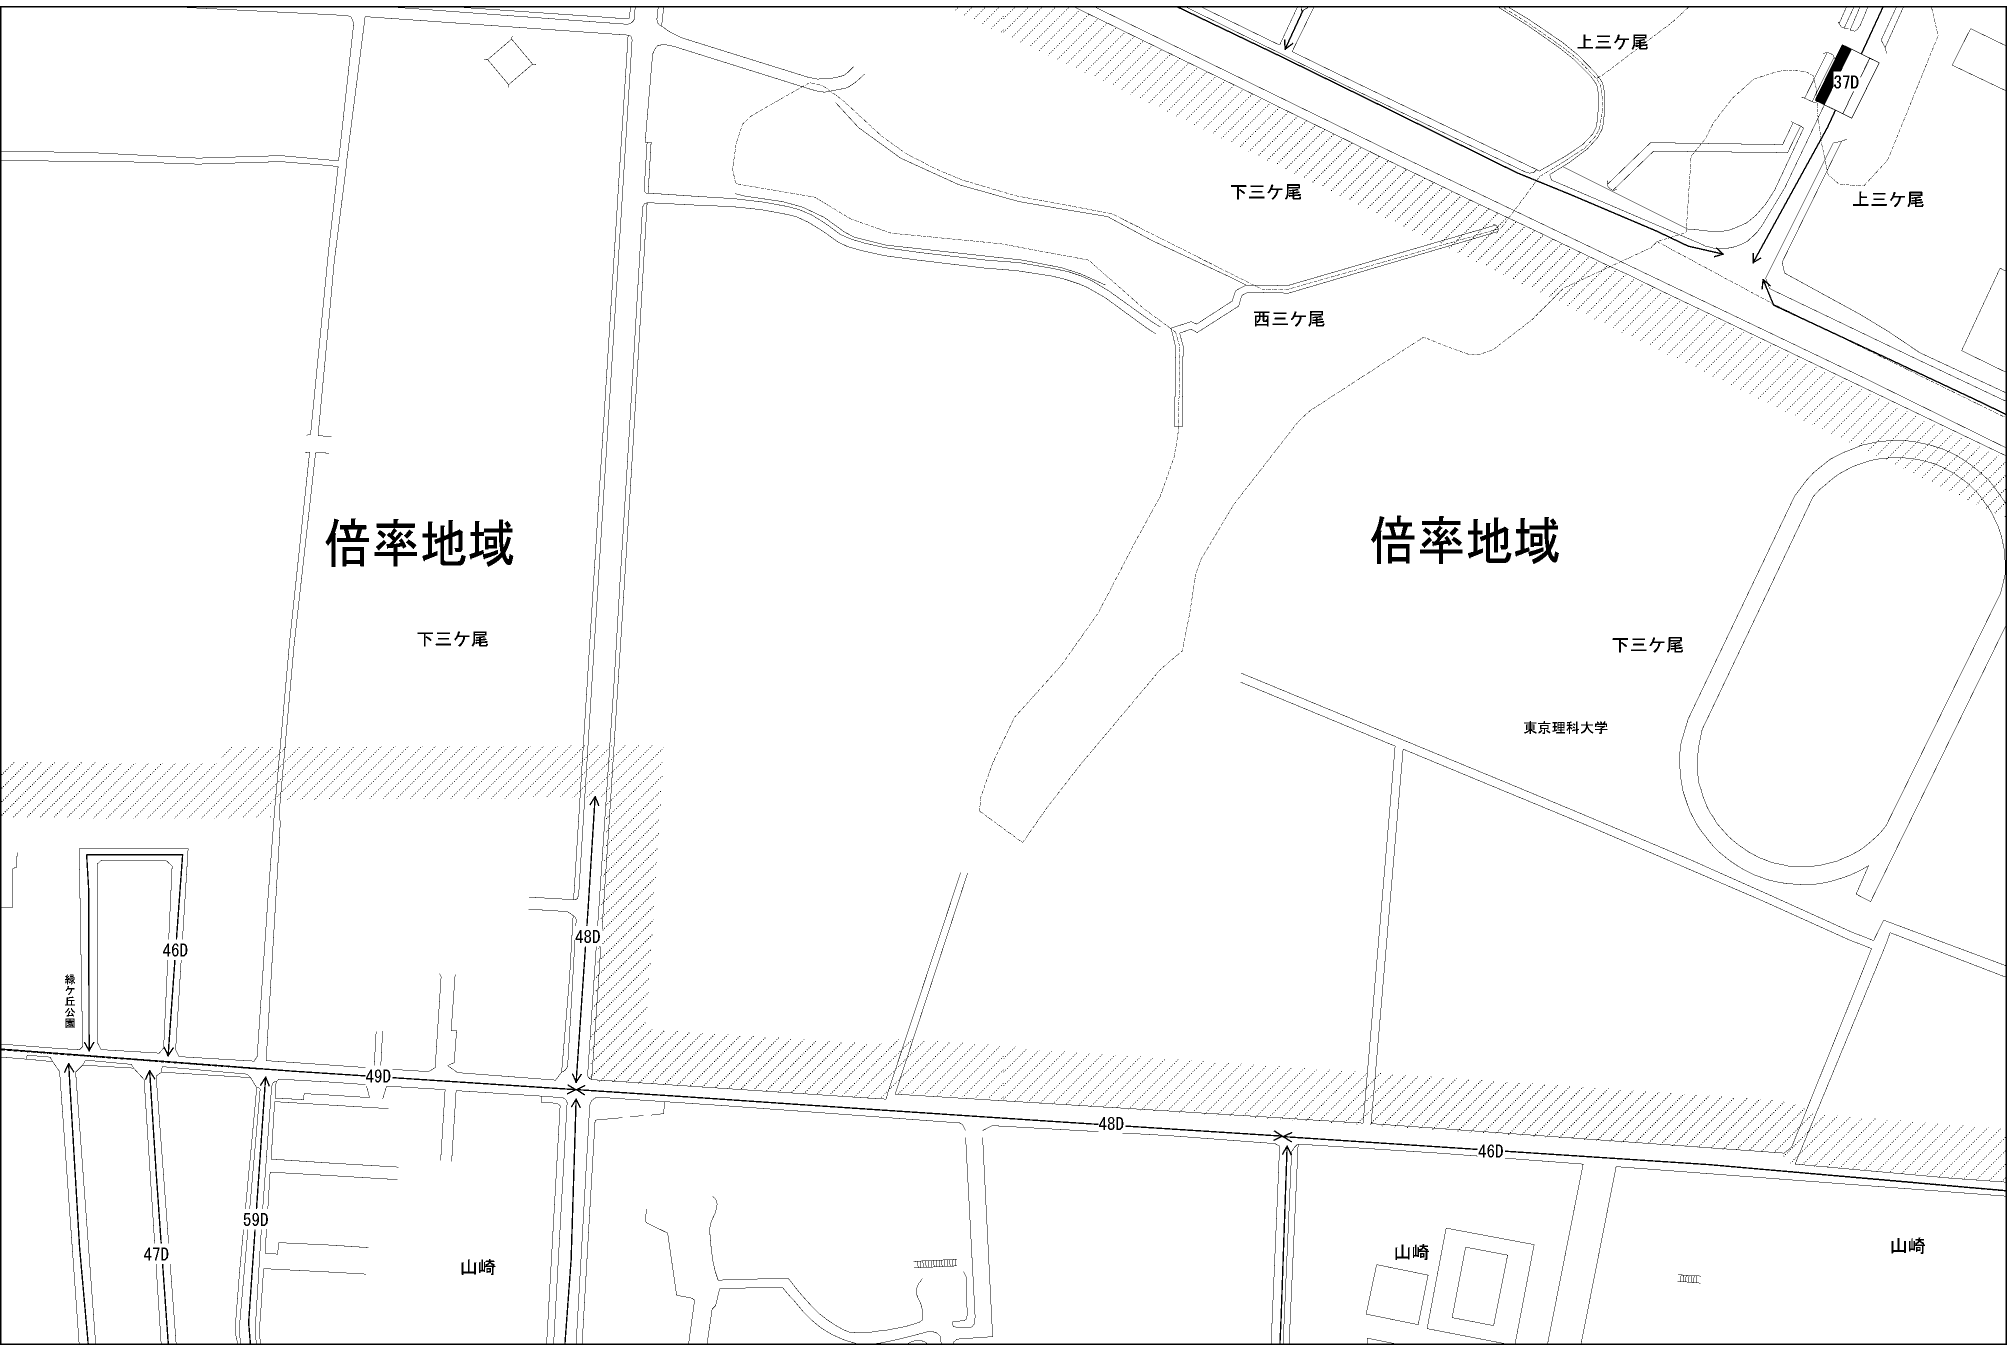 上三ケ尾
37D
下三ケ尾
上三ケ尾
西三ケ尾
倍率地域
倍率地域
下三ケ尾
下三ケ尾
東京理科大学
48D
46D
緑ケ丘公園
49D
48D
46D
59D
47D
山崎
山崎
山崎